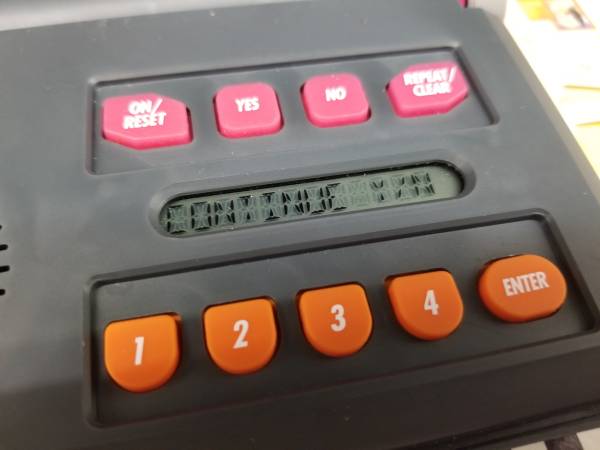 ON/
RESET
YES
NO
REPEAT/
CLEAR
1
2
3
4
ENTER